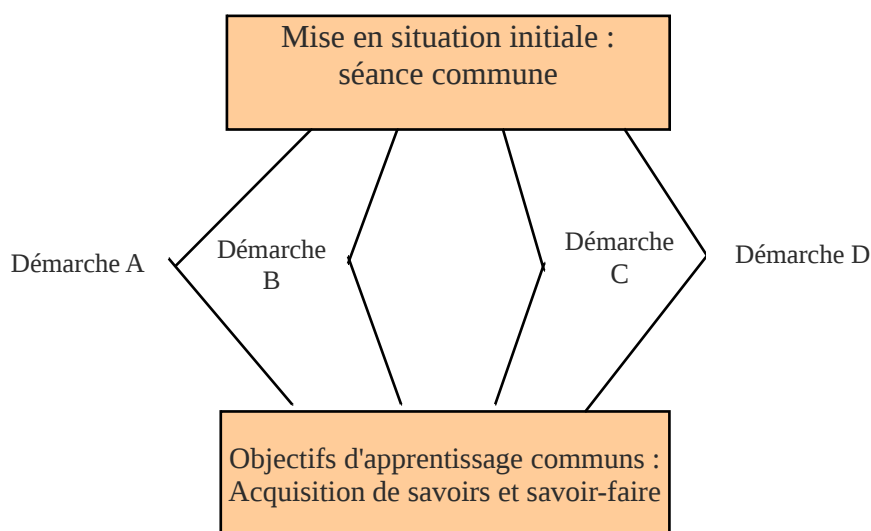 Mise en situation initiale :
séance commune
Démarche A
Démarche
B
Démarche
C
Démarche D
Objectifs d'apprentissage communs :
Acquisition de savoirs et savoir-faire